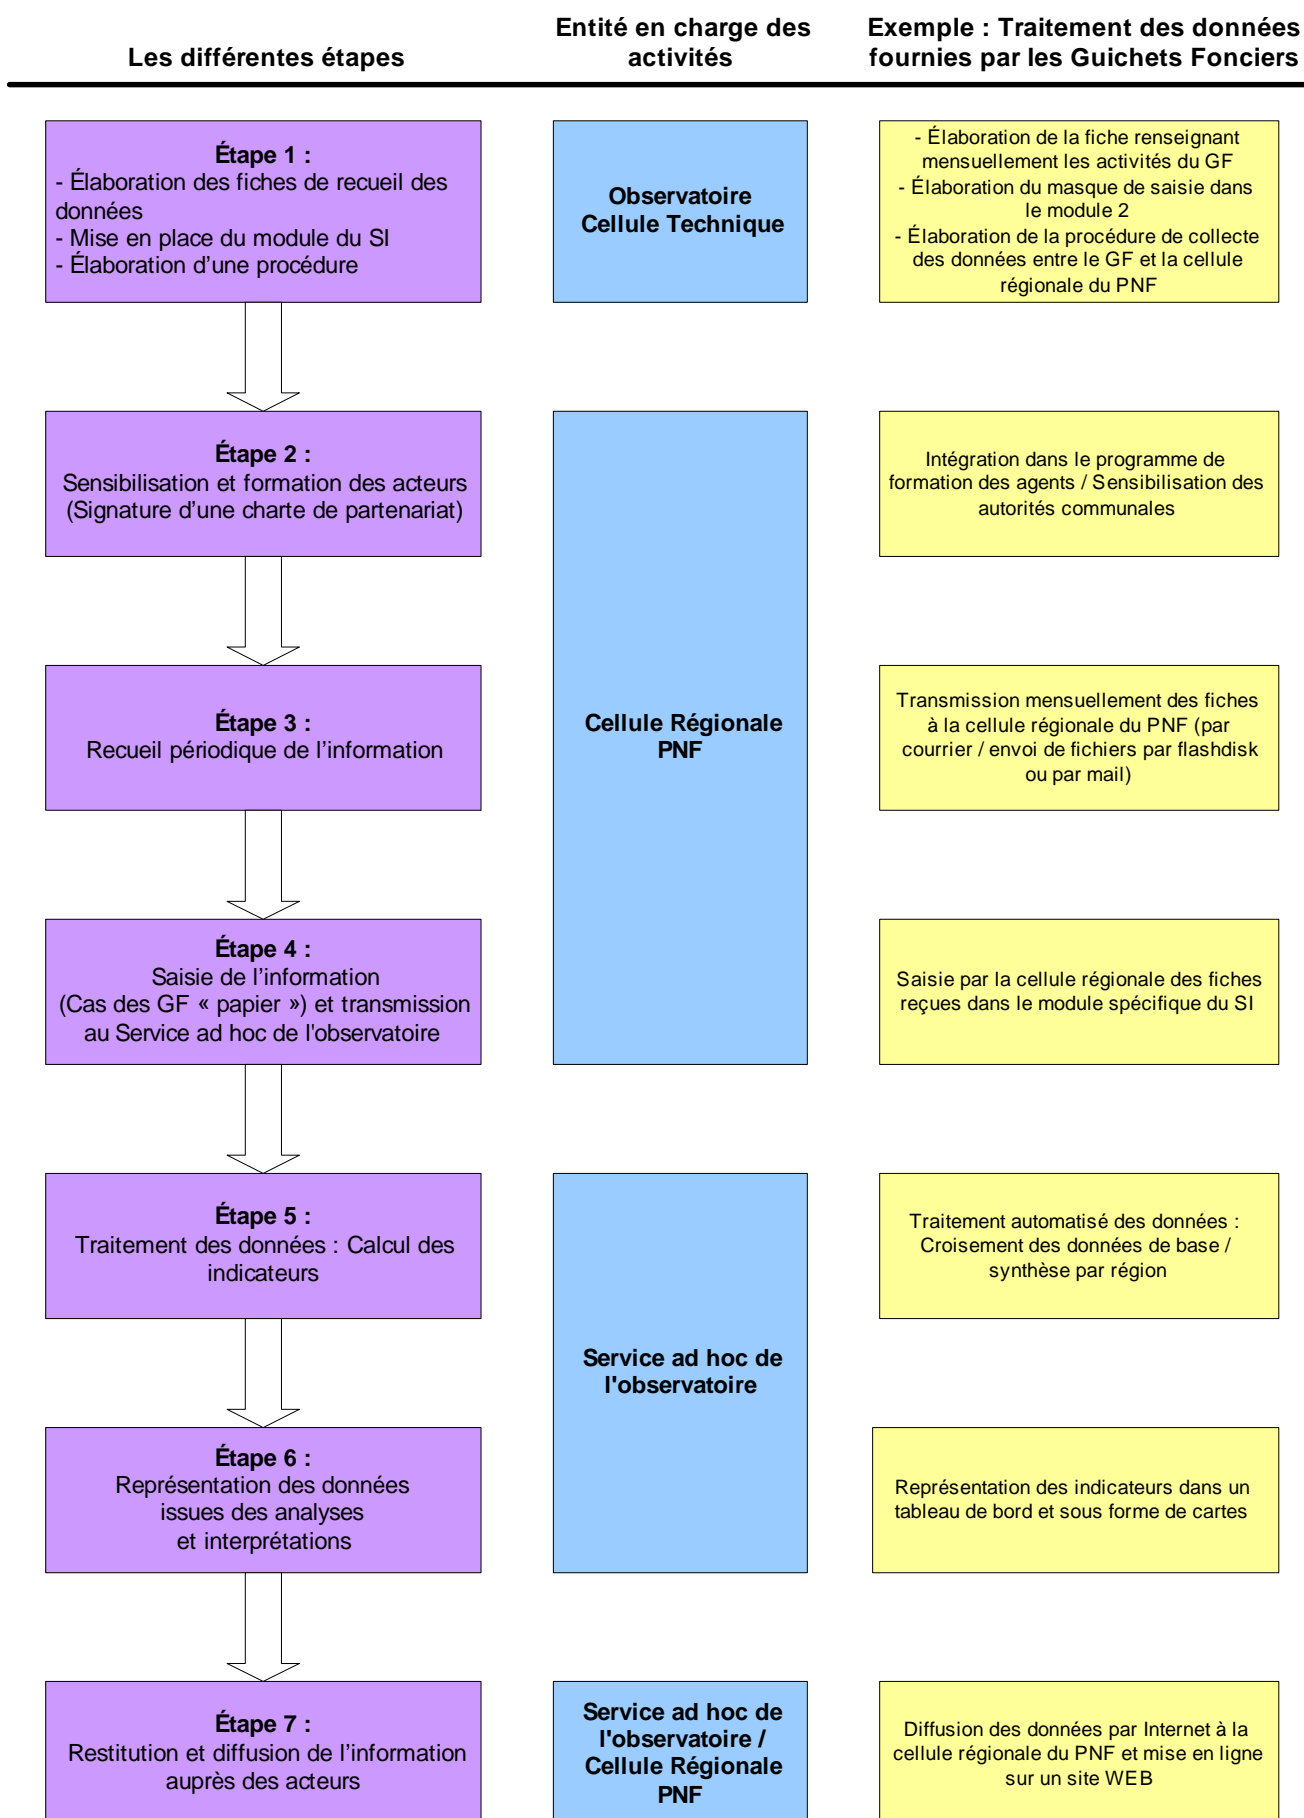 Les différentes étapes
Entité en charge des
activités
Exemple : Traitement des données
fournies par les Guichets Fonciers
Étape 1 :
- Élaboration des fiches de recueil des
données
- Mise en place du module du SI
- Élaboration d’une procédure
Observatoire
Cellule Technique
- Élaboration de la fiche renseignant
mensuellement les activités du GF
- Élaboration du masque de saisie dans
le module 2
- Élaboration de la procédure de collecte
des données entre le GF et la cellule
régionale du PNF
Étape 2 :
Sensibilisation et formation des acteurs
(Signature d’une charte de partenariat)
Intégration dans le programme de
formation des agents / Sensibilisation des
autorités communales
Étape 3 :
Recueil périodique de l’information
Cellule Régionale
PNF
Transmission mensuellement des fiches
à la cellule régionale du PNF (par
courrier / envoi de fichiers par flashdisk
ou par mail)
Étape 4 :
Saisie de l’information
(Cas des GF « papier ») et transmission
au Service ad hoc de l'observatoire
Saisie par la cellule régionale des fiches
reçues dans le module spécifique du SI
Étape 5 :
Traitement des données : Calcul des
indicateurs
Traitement automatisé des données :
Croisement des données de base /
synthèse par région
Service ad hoc de
l'observatoire
Étape 6 :
Représentation des données
issues des analyses
et interprétations
Représentation des indicateurs dans un
tableau de bord et sous forme de cartes
Étape 7 :
Restitution et diffusion de l’information
auprès des acteurs
Service ad hoc de
l'observatoire /
Cellule Régionale
PNF
Diffusion des données par Internet à la
cellule régionale du PNF et mise en ligne
sur un site WEB